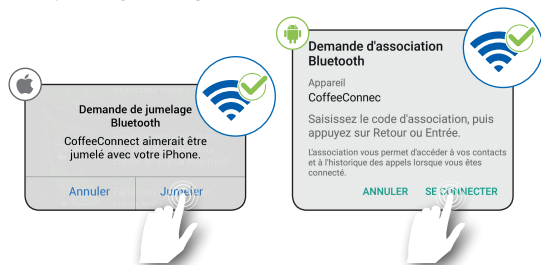 Demande de jumelage
Bluetooth
CoffeeConnect aimerait être
jumelé avec votre iPhone.
Annuler
Jumeler
Demande d'association
Bluetooth
Appareil
CoffeeConnec
Saisissez le code d'association, puis
appuyez sur Retour ou Entrée.
L'association vous permet d'accéder à vos contacts
et à l'historique des appels lorsque vous êtes
connecté.
ANNULER SE CONNECTER